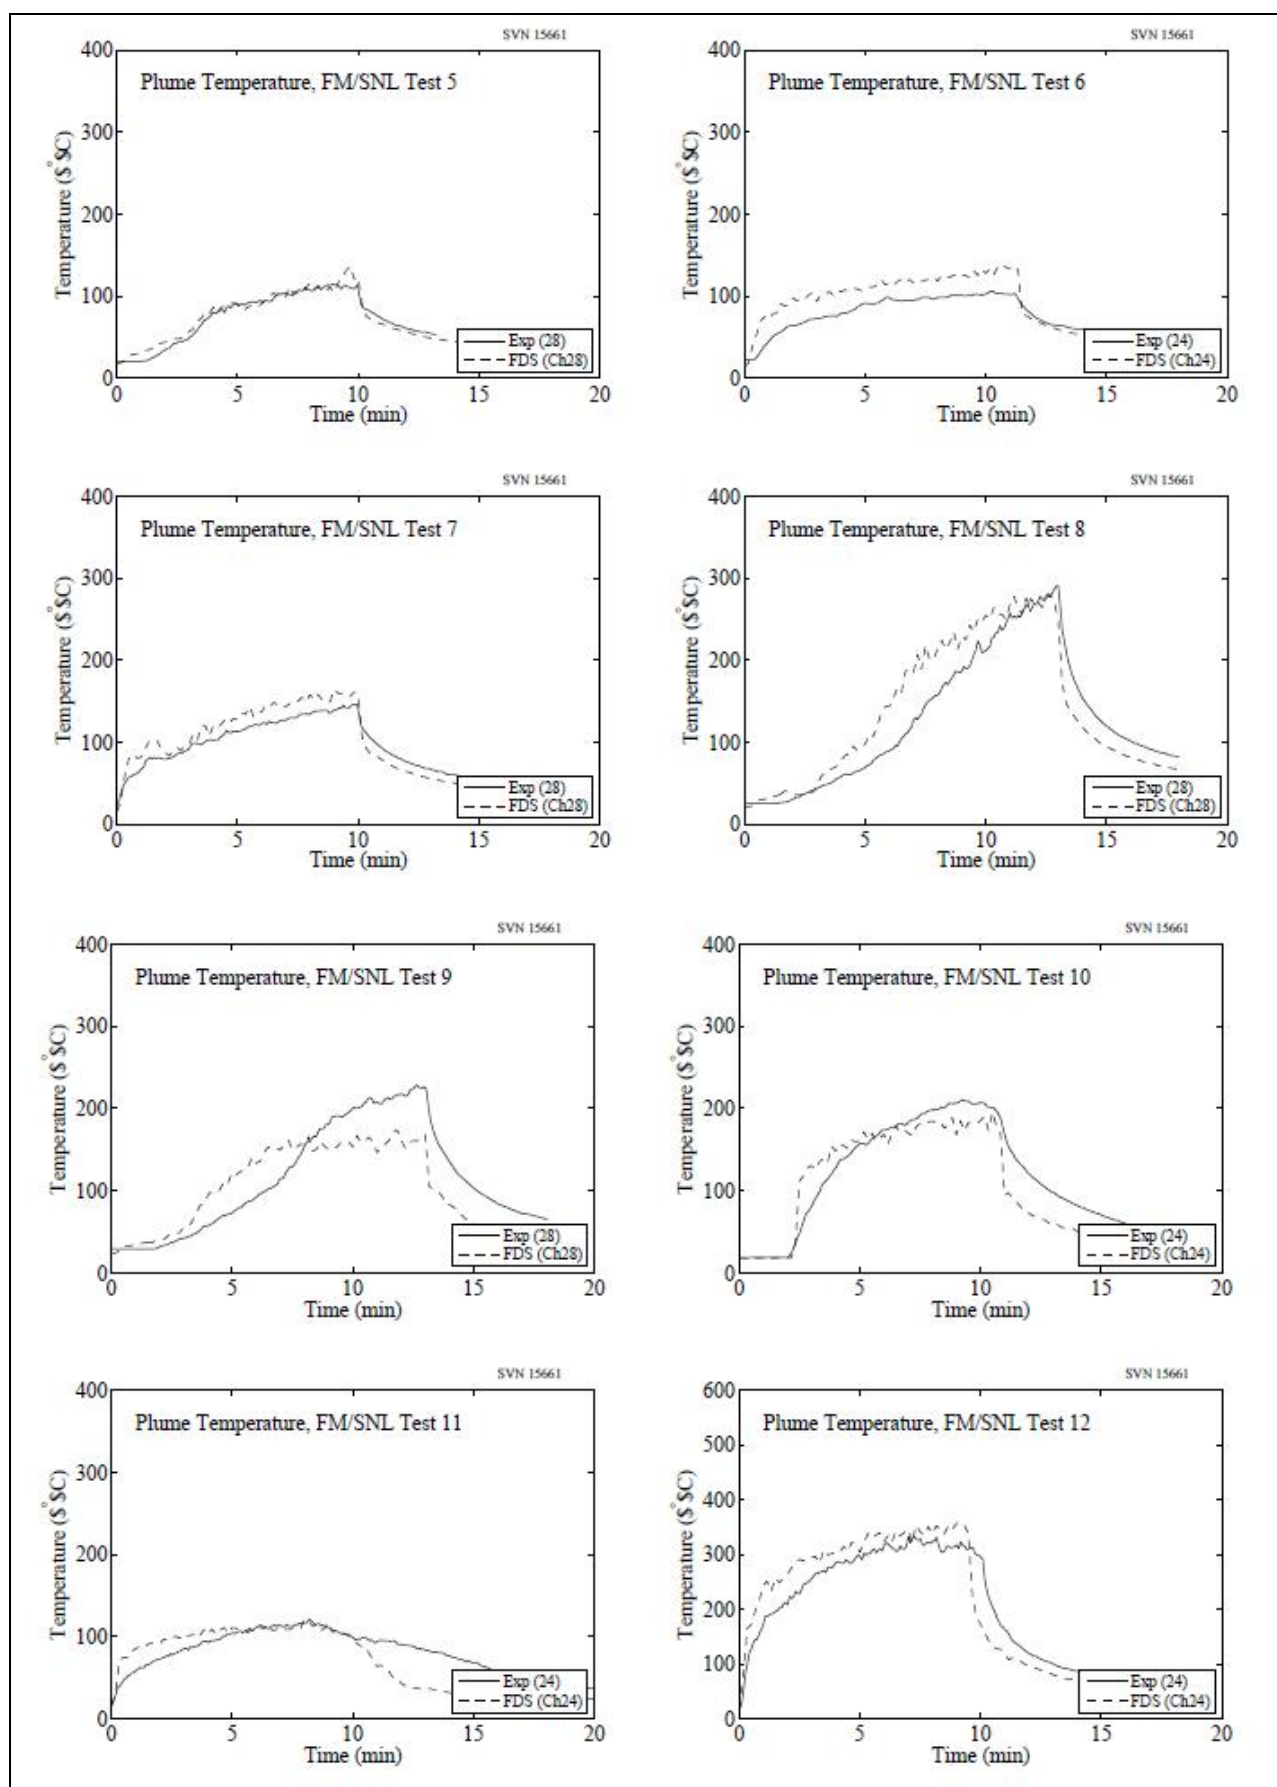 SVN 15661
Plume Temperature, FM/SNL Test 5
Temperature ($°$C)
400
300
200
100
0
0 5 10 15 20
Time (min)
Exp (28)
FDS (Ch28)
SVN 15661
Plume Temperature, FM/SNL Test 6
Temperature ($°$C)
400
300
200
100
0
0 5 10 15 20
Time (min)
Exp (24)
FDS (Ch24)
SVN 15661
Plume Temperature, FM/SNL Test 7
Temperature ($°$C)
400
300
200
100
0
0 5 10 15 20
Time (min)
Exp (28)
FDS (Ch28)
SVN 15661
Plume Temperature, FM/SNL Test 8
Temperature ($°$C)
400
300
200
100
0
0 5 10 15 20
Time (min)
Exp (28)
FDS (Ch28)
SVN 15661
Plume Temperature, FM/SNL Test 9
Temperature ($°$C)
400
300
200
100
0
0 5 10 15 20
Time (min)
Exp (28)
FDS (Ch28)
SVN 15661
Plume Temperature, FM/SNL Test 10
Temperature ($°$C)
400
300
200
100
0
0 5 10 15 20
Time (min)
Exp (24)
FDS (Ch24)
SVN 15661
Plume Temperature, FM/SNL Test 11
Temperature ($°$C)
400
300
200
100
0
0 5 10 15 20
Time (min)
Exp (24)
FDS (Ch24)
SVN 15661
Plume Temperature, FM/SNL Test 12
Temperature ($°$C)
600
500
400
300
200
100
0
0 5 10 15 20
Time (min)
Exp (24)
FDS (Ch24)